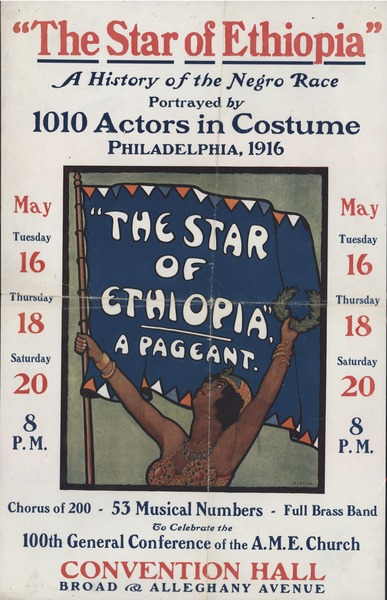 "The Star of Ethiopia"
A History of the Negro Race
Portrayed by
1010 Actors in Costume
PHILADELPHIA, 1916
May
Tuesday
16
Thursday
18
Saturday
20
8
P. M.
"THE STAR
OF
ETHIOPIA",
A PAGEANT.
May
Tuesday
16
Thursday
18
Saturday
20
8
P. M.
Chorus of 200 - 53 Musical Numbers - Full Brass Band
To Celebrate the
100th General Conference of the A.M.E. Church
CONVENTION HALL
BROAD & ALLEGHANY AVENUE